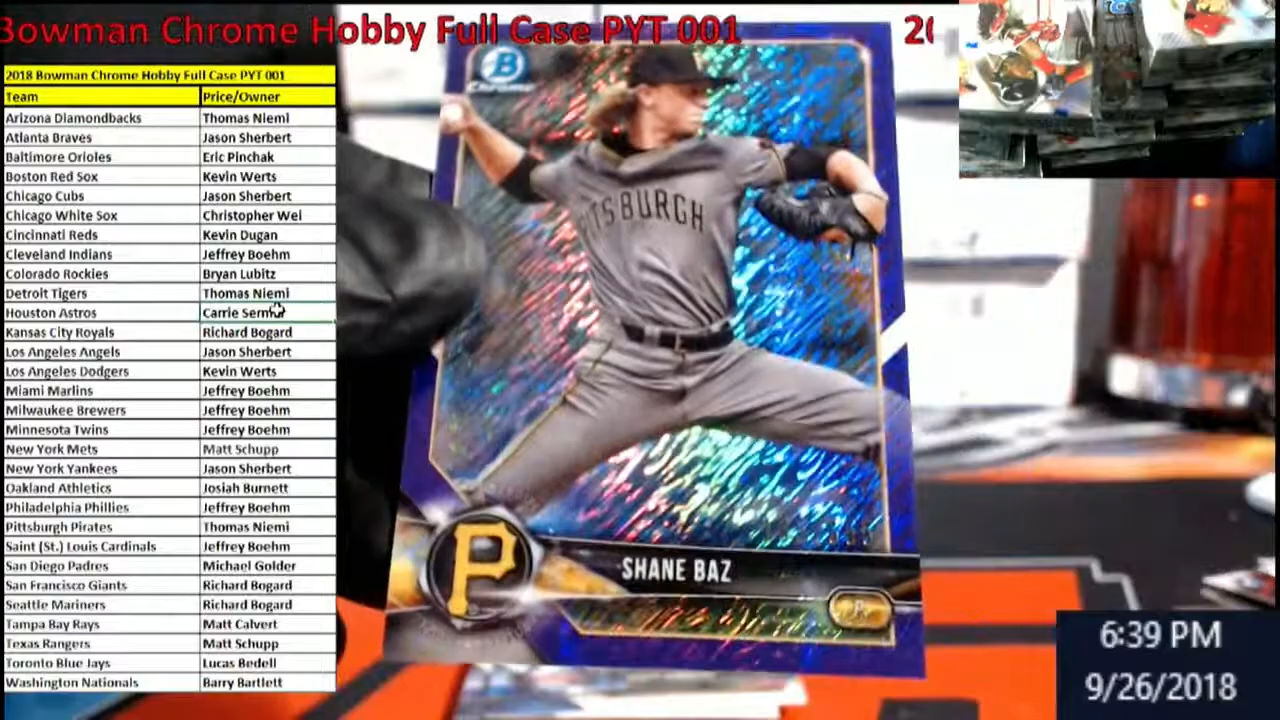 Bowman Chrome Hobby Full Case PYT 001
2018 Bowman Chrome Hobby Full Case PYT 001
Team Price/Owner
Arizona Diamondbacks Thomas Niemi
Atlanta Braves Jason Sherbert
Baltimore Orioles Eric Pinchak
Boston Red Sox Kevin Werts
Chicago Cubs Jason Sherbert
Chicago White Sox Christopher Wei
Cincinnati Reds Kevin Dugan
Cleveland Indians Jeffrey Boehm
Colorado Rockies Bryan Lubitz
Detroit Tigers Thomas Niemi
Houston Astros Carrie
Kansas City Royals Richard Bogard
Los Angeles Angels Jason Sherbert
Los Angeles Dodgers Kevin Werts
Miami Marlins Jeffrey Boehm
Milwaukee Brewers Jeffrey Boehm
Minnesota Twins Jeffrey Boehm
New York Mets Matt Schupp
New York Yankees Jason Sherbert
Oakland Athletics Josiah Burnett
Philadelphia Phillies Jeffrey Boehm
Pittsburgh Pirates Thomas Niemi
Saint (St.) Louis Cardinals Jeffrey Boehm
San Diego Padres Michael Golder
San Francisco Giants Richard Bogard
Seattle Mariners Richard Bogard
Tampa Bay Rays Matt Calvert
Texas Rangers Matt Schupp
Toronto Blue Jays Lucas Bedell
Washington Nationals Barry Bartlett
B
Chrome
TSBURGH
P
SHANE BAZ
P
6:39 PM
9/26/2018